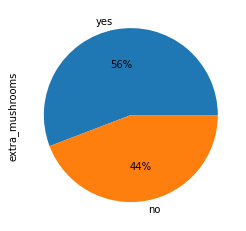 yes
56%
extra_mushrooms
44%
no